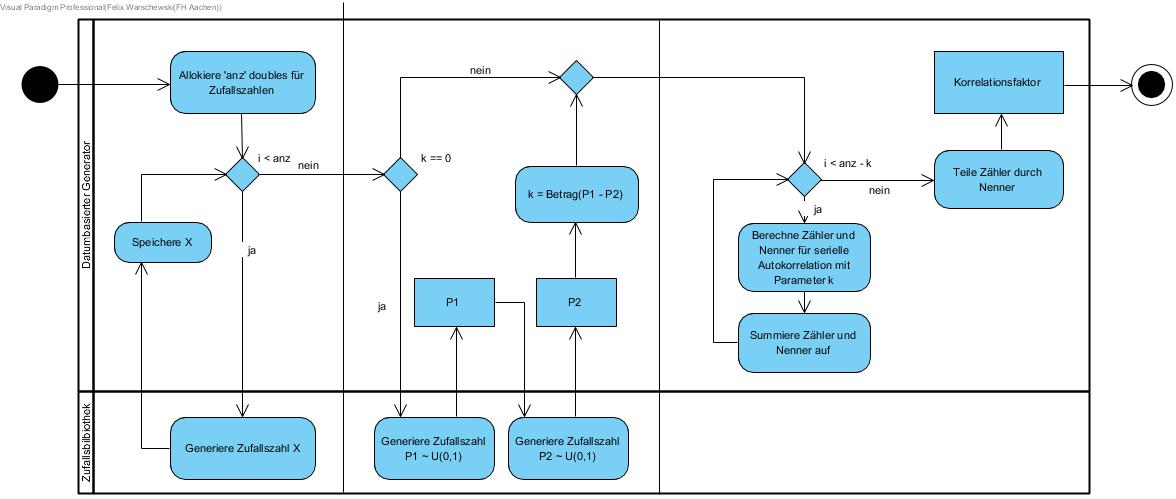 Visual Paradigm Professional(Felix Warschewski(FH Aachen))
Datumbasierter Generator
Allokiere 'anz' doubles für
Zufallszahlen
i < anz
nein
ja
Speichere X
nein
k == 0
ja
P1
P2
k = Betrag(P1 - P2)
i < anz - k
nein
ja
Berechne Zähler und
Nenner für serielle
Autokorrelation mit
Parameter k
Summiere Zähler und
Nenner auf
Korrelationsfaktor
Teile Zähler durch
Nenner
Zufallsbilbiothek
Generiere Zufallszahl X
Generiere Zufallszahl
P1 ~ U(0,1)
Generiere Zufallszahl
P2 ~ U(0,1)